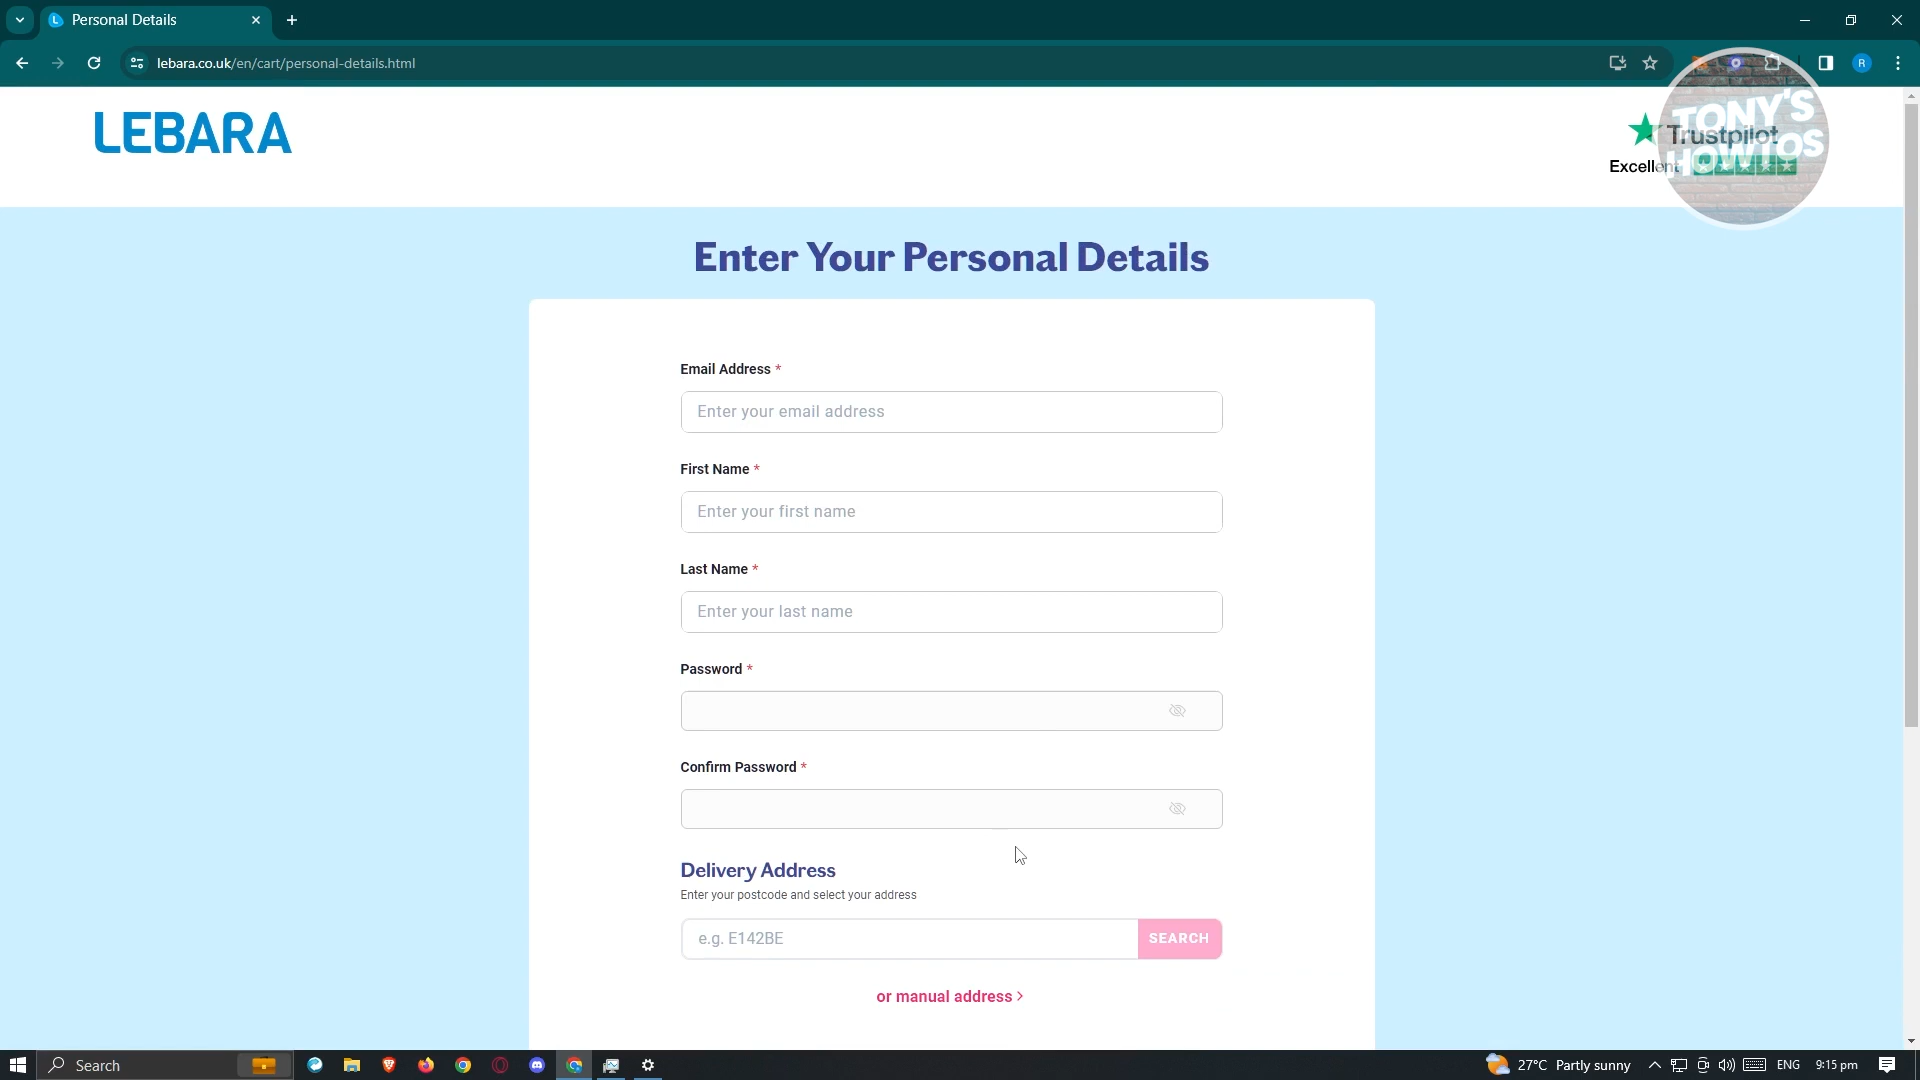 Personal Details
lebara.co.uk/en/cart/personal-details.html
R
LEBARA
Trustpilot
Excellent
TONY'S
HOWTOS
Enter Your Personal Details
Email Address *
Enter your email address
First Name *
Enter your first name
Last Name *
Enter your last name
Password *
Confirm Password *
Delivery Address
Enter your postcode and select your address
e.g. E142BE
SEARCH
or manual address >
Search
27°C Partly sunny
ENG
9:15 pm